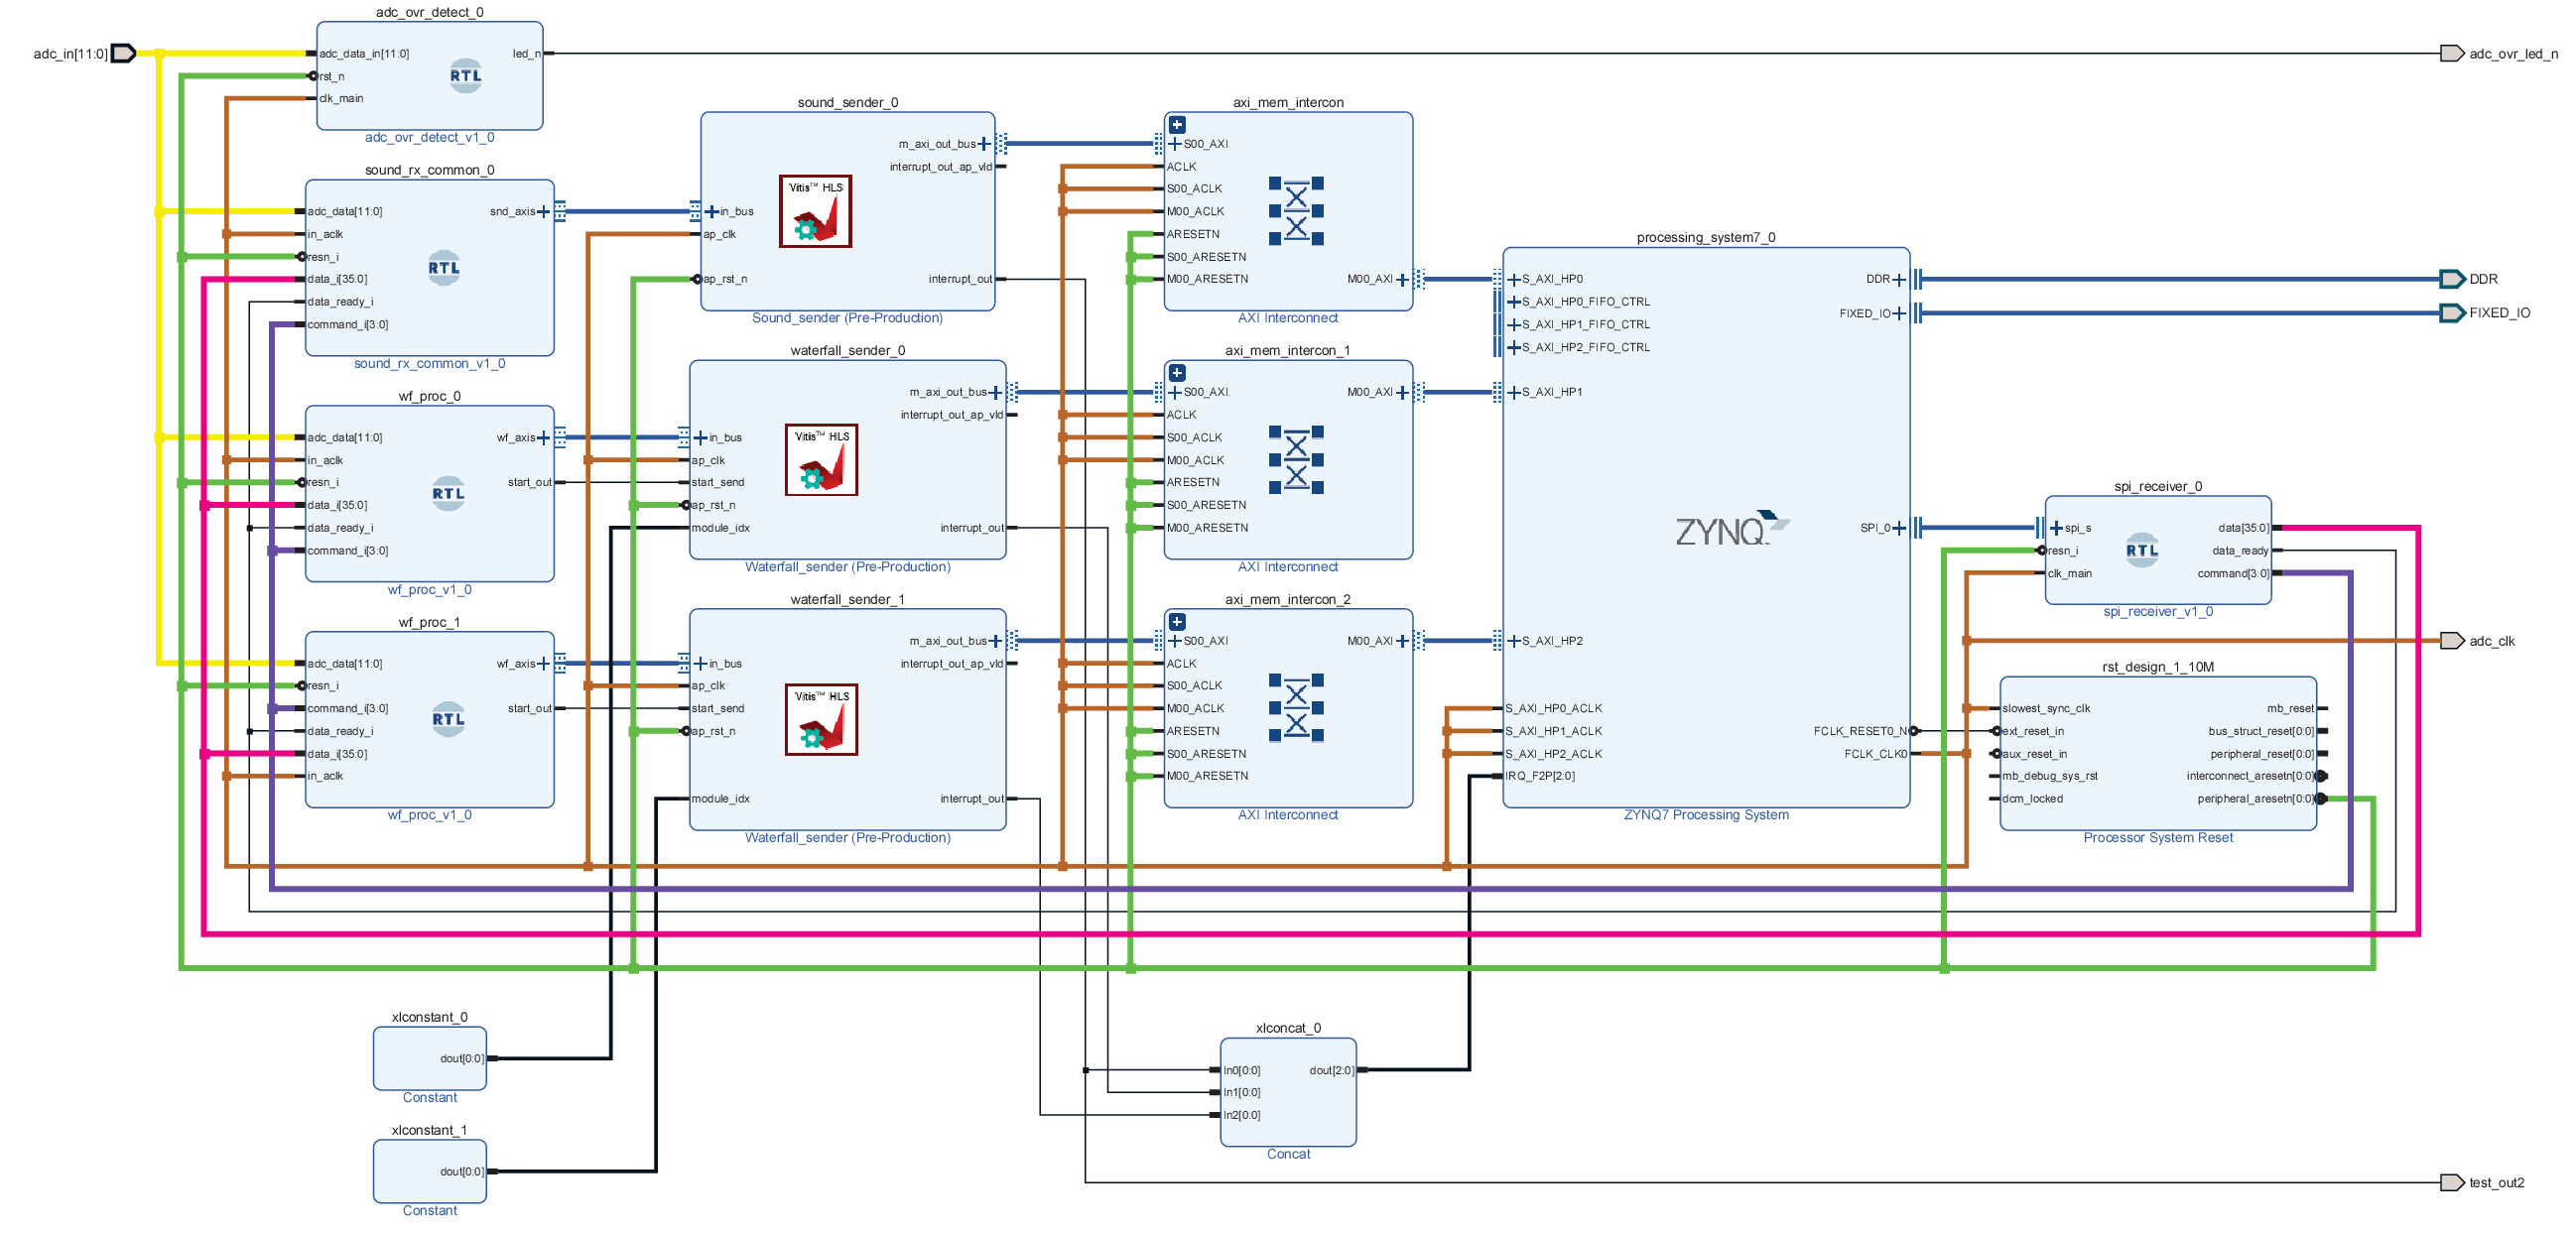 adc_in[11:0]
adc_ovr_detect_0
adc_data_in[11:0]
rst_n
clk_main
led_n
RTL
adc_ovr_detect_v1_0
adc_ovr_led_n
sound_rx_common_0
adc_data[11:0]
in_aclk
resn_i
data_i[35:0]
data_ready_i
command_i[3:0]
snd_axis
RTL
sound_rx_common_v1_0
wf_proc_0
adc_data[11:0]
in_aclk
resn_i
data_i[35:0]
data_ready_i
command_i[3:0]
wf_axis
start_out
RTL
wf_proc_v1_0
wf_proc_1
adc_data[11:0]
resn_i
command_i[3:0]
data_ready_i
data_i[35:0]
in_aclk
wf_axis
start_out
RTL
wf_proc_v1_0
sound_sender_0
in_bus
ap_clk
ap_rst_n
Vitis™ HLS
m_axi_out_bus
interrupt_out_ap_vld
interrupt_out
Sound_sender (Pre-Production)
waterfall_sender_0
in_bus
ap_clk
start_send
ap_rst_n
module_idx
Vitis™ HLS
m_axi_out_bus
interrupt_out_ap_vld
interrupt_out
Waterfall_sender (Pre-Production)
waterfall_sender_1
in_bus
ap_clk
start_send
ap_rst_n
module_idx
Vitis™ HLS
m_axi_out_bus
interrupt_out_ap_vld
interrupt_out
Waterfall_sender (Pre-Production)
axi_mem_intercon
S00_AXI
ACLK
S00_ACLK
M00_ACLK
ARESETN
S00_ARESETN
M00_ARESETN
M00_AXI
AXI Interconnect
axi_mem_intercon_1
S00_AXI
ACLK
S00_ACLK
M00_ACLK
ARESETN
S00_ARESETN
M00_ARESETN
M00_AXI
AXI Interconnect
axi_mem_intercon_2
S00_AXI
ACLK
S00_ACLK
M00_ACLK
ARESETN
S00_ARESETN
M00_ARESETN
M00_AXI
AXI Interconnect
processing_system7_0
S_AXI_HP0
S_AXI_HP0_FIFO_CTRL
S_AXI_HP1_FIFO_CTRL
S_AXI_HP2_FIFO_CTRL
S_AXI_HP1
S_AXI_HP2
S_AXI_HP0_ACLK
S_AXI_HP1_ACLK
S_AXI_HP2_ACLK
IRQ_F2P[2:0]
ZYNQ
DDR
FIXED_IO
SPI_0
FCLK_RESET0_N
FCLK_CLK0
ZYNQ7 Processing System
DDR
FIXED_IO
spi_receiver_0
spi_s
resn_i
clk_main
RTL
data[35:0]
data_ready
command[3:0]
spi_receiver_v1_0
adc_clk
rst_design_1_10M
slowest_sync_clk
ext_reset_in
aux_reset_in
mb_debug_sys_rst
dcm_locked
mb_reset
bus_struct_reset[0:0]
peripheral_reset[0:0]
interconnect_aresetn[0:0]
peripheral_aresetn[0:0]
Processor System Reset
xlconstant_0
dout[0:0]
Constant
xlconstant_1
dout[0:0]
Constant
xlconcat_0
In0[0:0]
In1[0:0]
In2[0:0]
dout[2:0]
Concat
test_out2